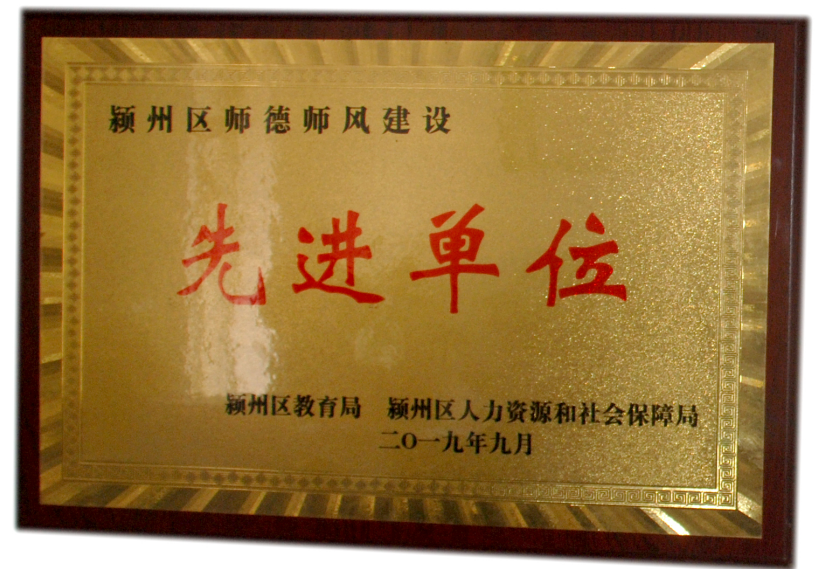 颍州区师德师风建设
先进单位
颍州区教育局 颍州区人力资源和社会保障局
二〇一九年九月